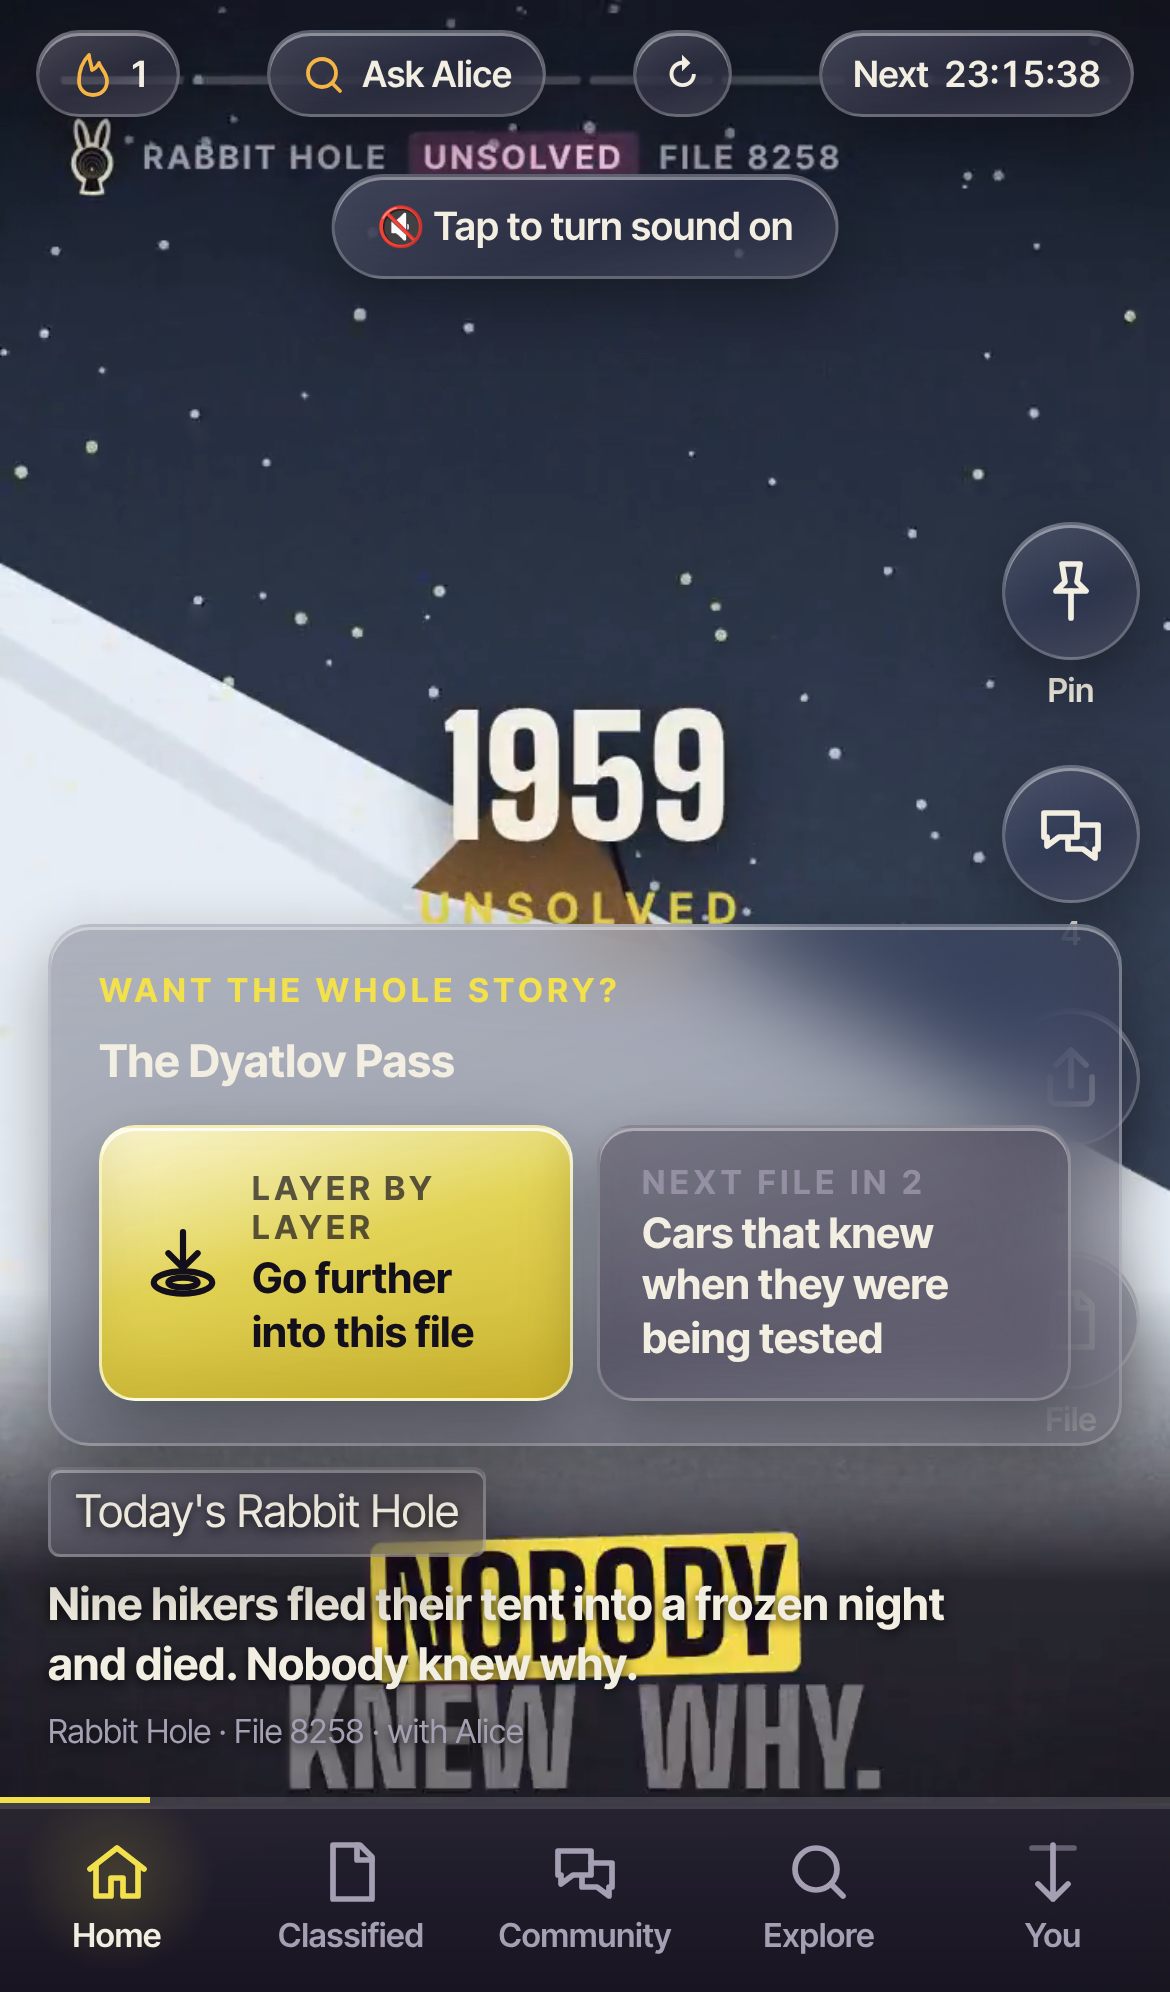 1
Ask Alice
Next 23:15:38
RABBIT HOLE UNSOLVED FILE 8258
Tap to turn sound on
Pin
1959
UNSOLVED
4
WANT THE WHOLE STORY?
The Dyatlov Pass
LAYER BY
LAYER
Go further
into this file
NEXT FILE IN 2
Cars that knew
when they were
being tested
File
Today's Rabbit Hole
NOBODY
Nine hikers fled their tent into a frozen night
and died. Nobody knew why.
KNEW WHY.
Rabbit Hole · File 8258 · with Alice
Home
Classified
Community
Explore
You